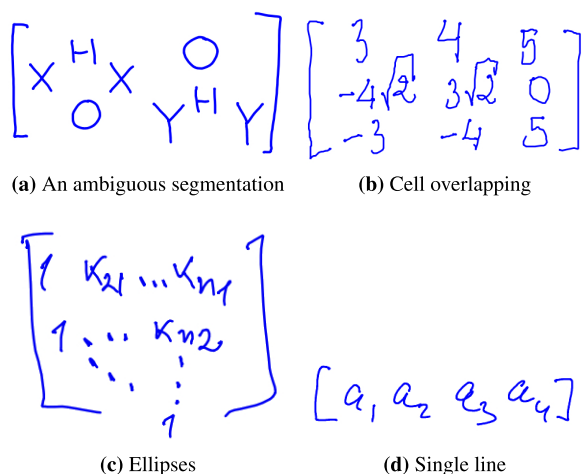 X H X O
O Y H Y
3 4 5
-4√2 3√2 0
-3 -4 5
(a) An ambiguous segmentation
(b) Cell overlapping
1 K21 ... Kn1
1 ... Kn2
1
(c) Ellipses
[a1 a2 a3 a4]
(d) Single line